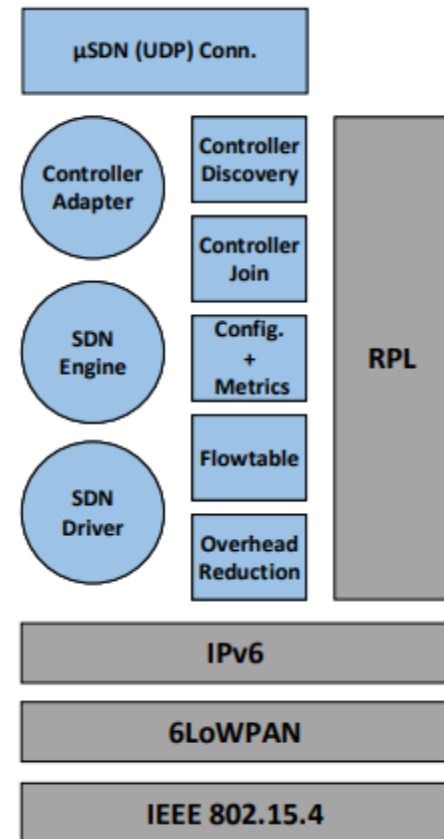 µSDN (UDP) Conn.
Controller
Adapter
Controller
Discovery
Controller
Join
SDN
Engine
Config.
+
Metrics
RPL
Flowtable
SDN
Driver
Overhead
Reduction
IPv6
6LoWPAN
IEEE 802.15.4